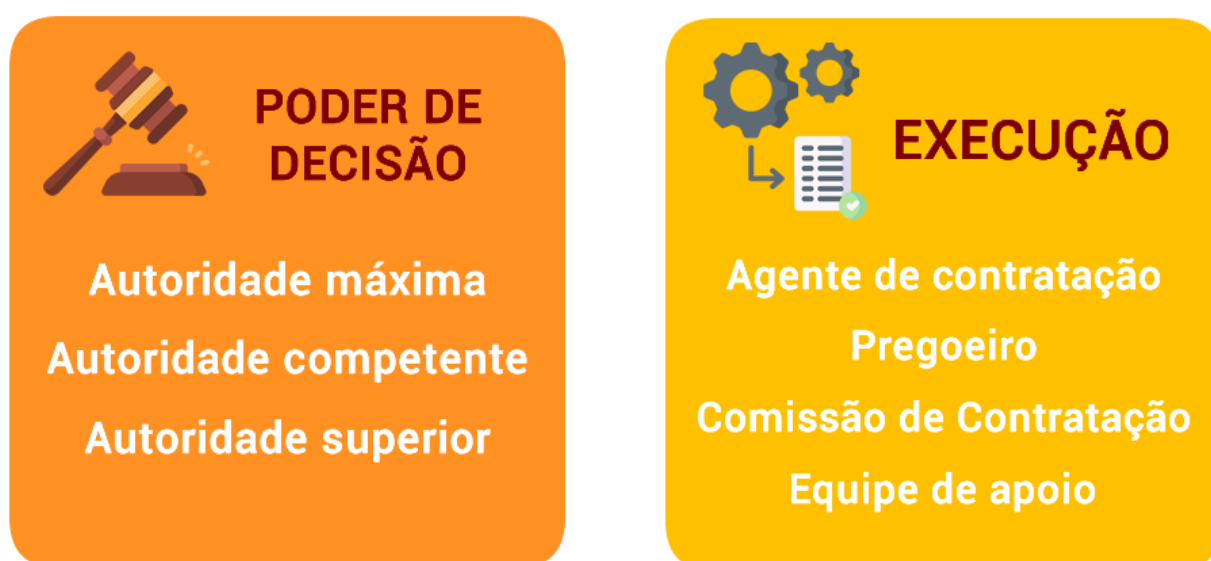 PODER DE
DECISÃO
Autoridade máxima
Autoridade competente
Autoridade superior
EXECUÇÃO
Agente de contratação
Pregoeiro
Comissão de Contratação
Equipe de apoio